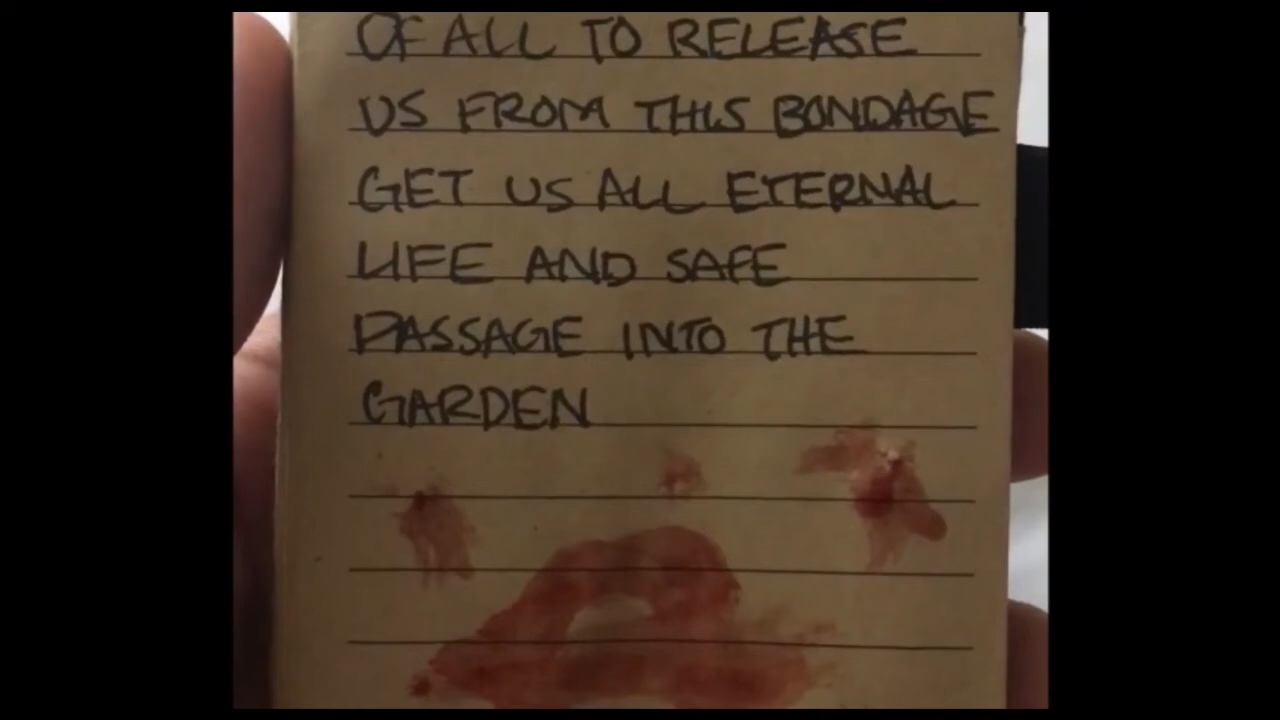 OF ALL TO RELEASE
US FROM THIS BONDAGE
GET US ALL ETERNAL
LIFE AND SAFE
PASSAGE INTO THE
GARDEN